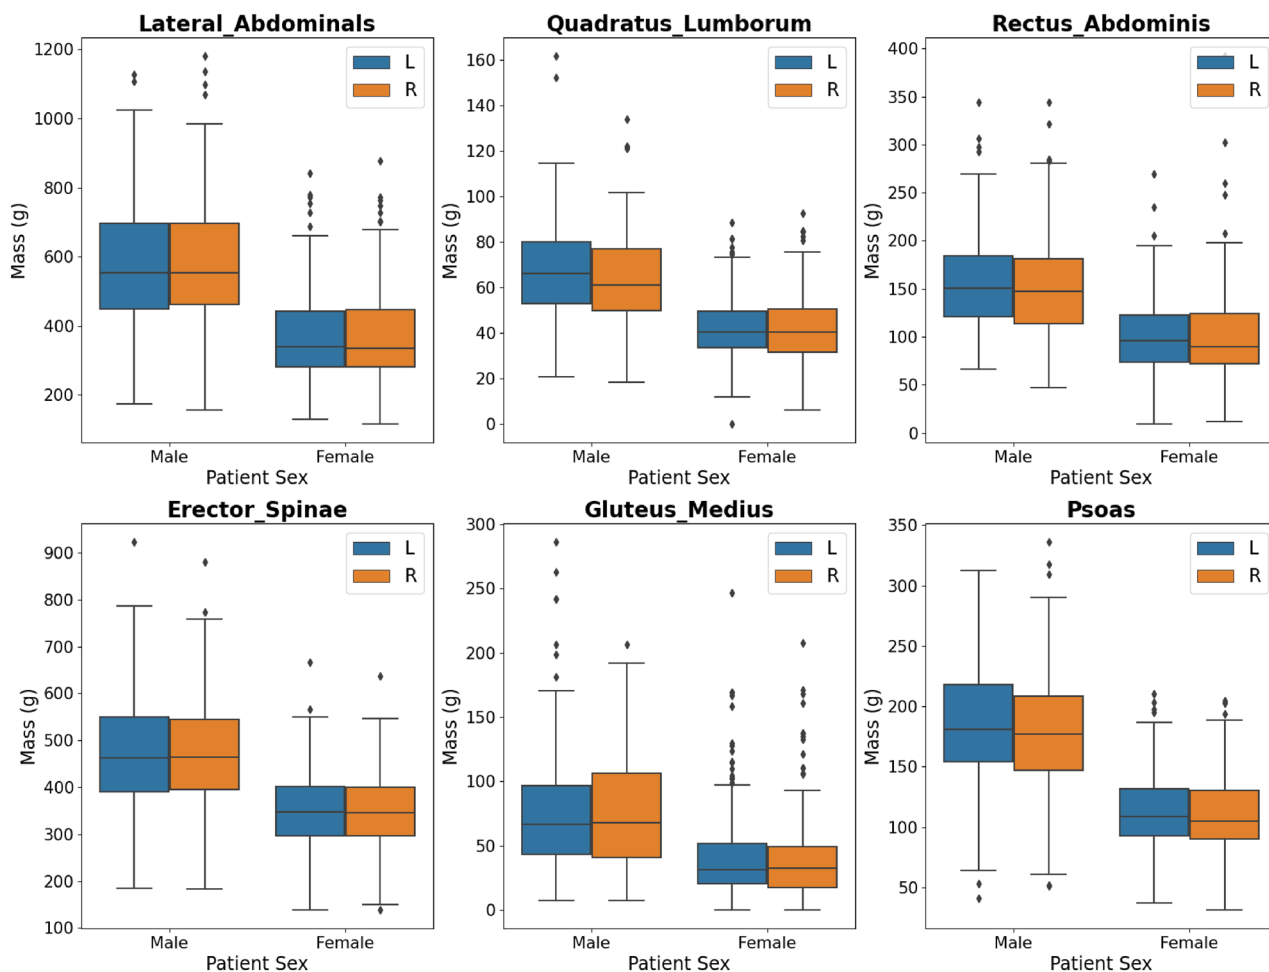 Lateral_Abdominals
L
R
Mass (g)
1200
1000
800
600
400
200
Male
Female
Patient Sex
Quadratus_Lumborum
L
R
Mass (g)
160
140
120
100
80
60
40
20
0
Male
Female
Patient Sex
Rectus_Abdominis
L
R
Mass (g)
400
350
300
250
200
150
100
50
0
Male
Female
Patient Sex
Erector_Spinae
L
R
Mass (g)
900
800
700
600
500
400
300
200
100
Male
Female
Patient Sex
Gluteus_Medius
L
R
Mass (g)
300
250
200
150
100
50
0
Male
Female
Patient Sex
Psoas
L
R
Mass (g)
350
300
250
200
150
100
50
Male
Female
Patient Sex